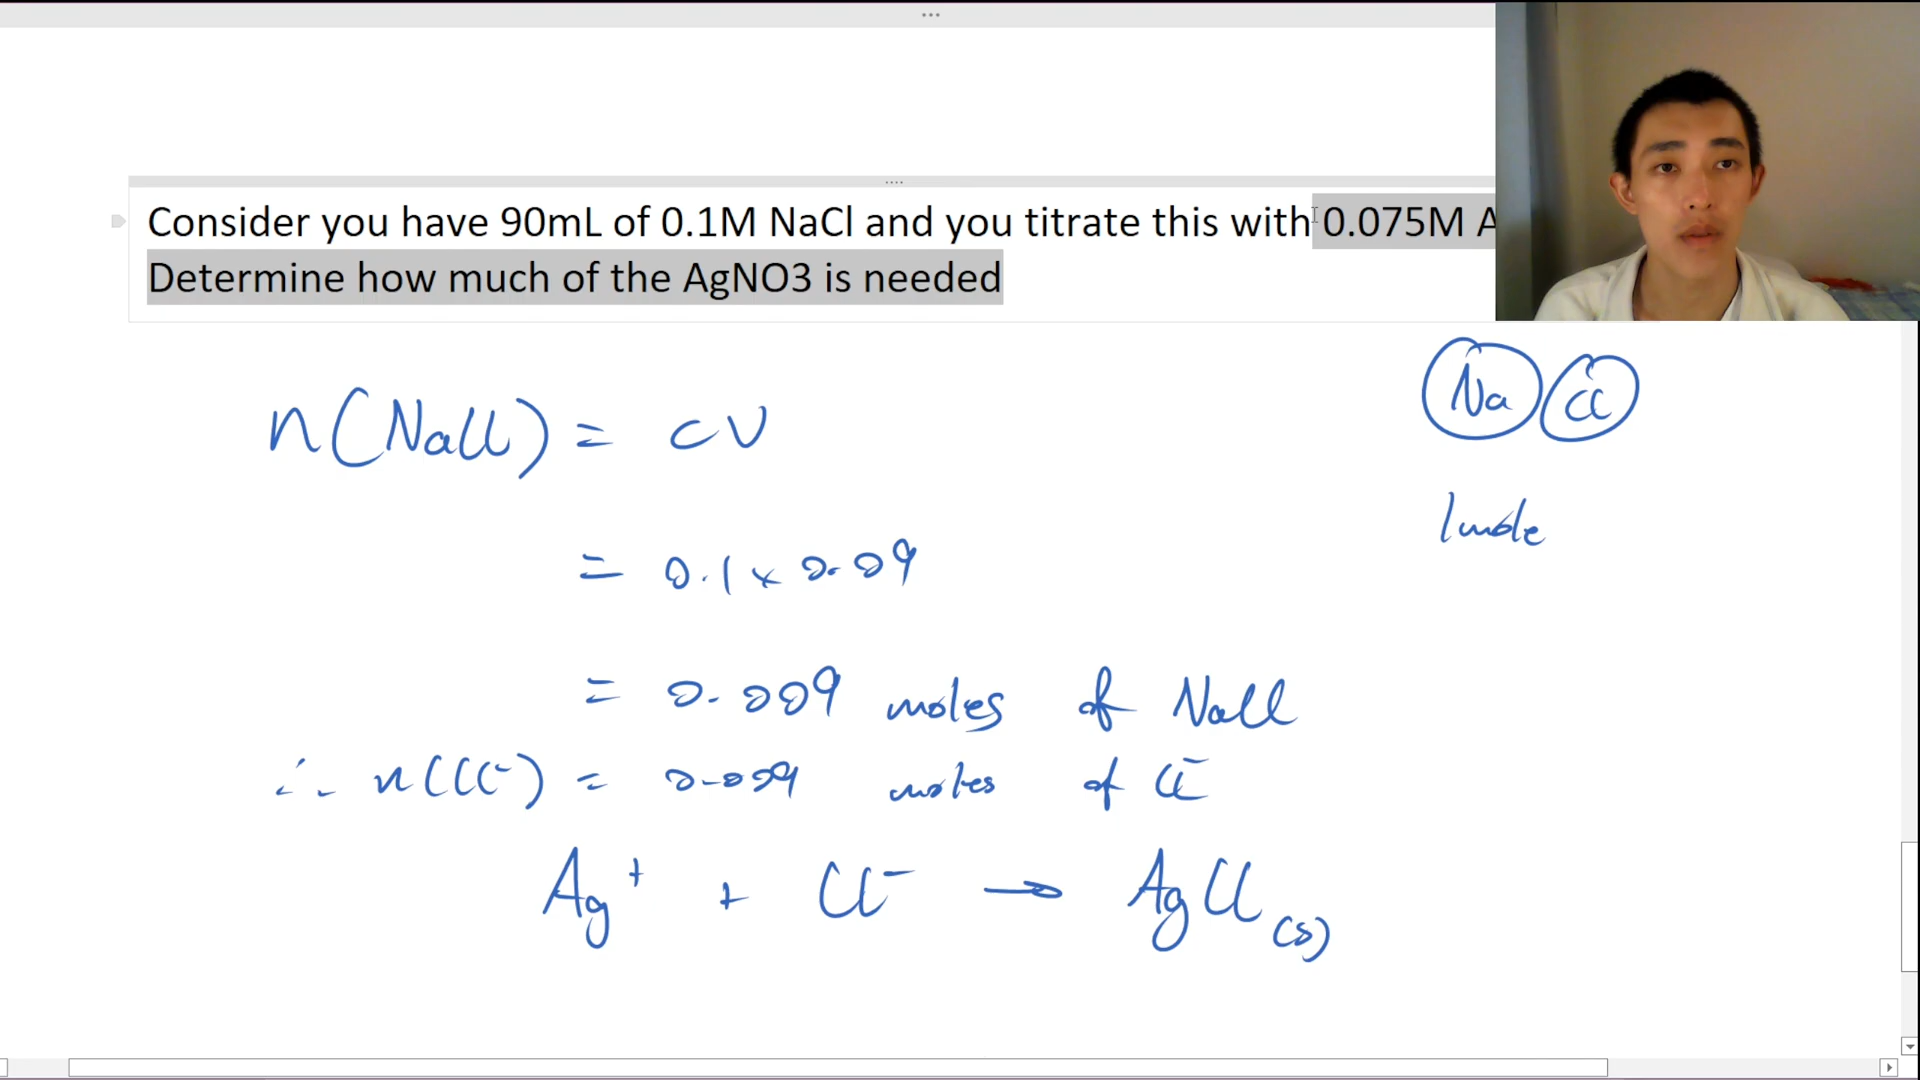 Consider you have 90mL of 0.1M NaCl and you titrate this with 0.075M A
Determine how much of the AgNO3 is needed
Na Cl
n(NaCl) = cV
1 mole
= 0.1 x 0.09
= 0.009 moles of NaCl
∴ n(Cl⁻) = 0.009 moles of Cl⁻
Ag⁺ + Cl⁻ → AgCl(s)